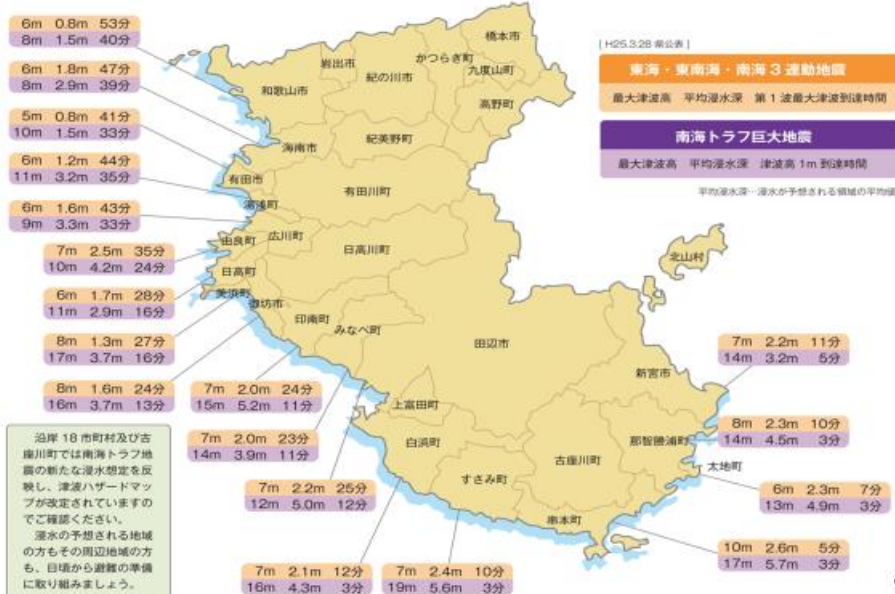 6m 0.8m 53分
8m 1.5m 40分
6m 1.8m 47分
8m 2.9m 39分
5m 0.8m 41分
10m 1.5m 33分
6m 1.2m 44分
11m 3.2m 35分
6m 1.6m 43分
9m 3.3m 33分
7m 2.5m 35分
10m 4.2m 24分
6m 1.7m 28分
11m 2.9m 16分
8m 1.3m 27分
17m 3.7m 16分
8m 1.6m 24分
16m 3.7m 13分
7m 2.0m 24分
15m 5.2m 11分
7m 2.0m 23分
14m 3.9m 11分
7m 2.2m 25分
12m 5.0m 12分
7m 2.1m 12分
16m 4.3m 3分
7m 2.4m 10分
19m 5.6m 3分
10m 2.6m 5分
17m 5.7m 3分
6m 2.3m 7分
13m 4.9m 3分
8m 2.3m 10分
14m 4.5m 3分
7m 2.2m 11分
14m 3.2m 5分
橋本市
かつらぎ町
岩出市
紀の川市
九度山町
和歌山市
高野町
紀美野町
海南市
有田市
有田川町
湯浅町
広川町
由良町
日高川町
日高町
美浜町
御坊市
印南町
みなべ町
田辺市
北山村
新宮市
上富田町
白浜町
那智勝浦町
古座川町
太地町
すさみ町
串本町
[ H25.3.28 県公表 ]
東海・東南海・南海3連動地震
最大津波高 平均浸水深 第1波最大津波到達時間
南海トラフ巨大地震
最大津波高 平均浸水深 津波高1m到達時間
平均浸水深…浸水が予想される領域の平均値
沿岸18市町村及び古
座川町では南海トラフ地
震の新たな浸水想定を反
映し、津波ハザードマッ
プが改定されていますの
でご確認ください。
浸水の予想される地域
の方もその周辺地域の方
も、日頃から避難の準備
に取り組みましょう。